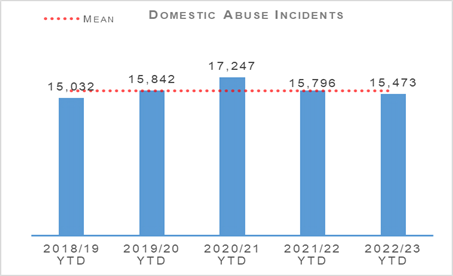 Domestic Abuse Incidents
Mean
15,032
15,842
17,247
15,796
15,473
2018/19 YTD
2019/20 YTD
2020/21 YTD
2021/22 YTD
2022/23 YTD